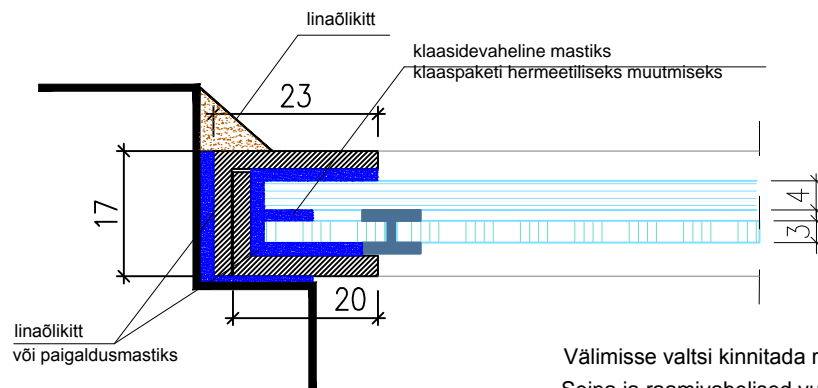 linaõlikitt
klaasidevaheline mastiks
klaaspaketi hermeetiliseks muutmiseks
23
17
4
3
20
linaõlikitt
või paigaldusmastiks
Välimisse valtsi kinnitada